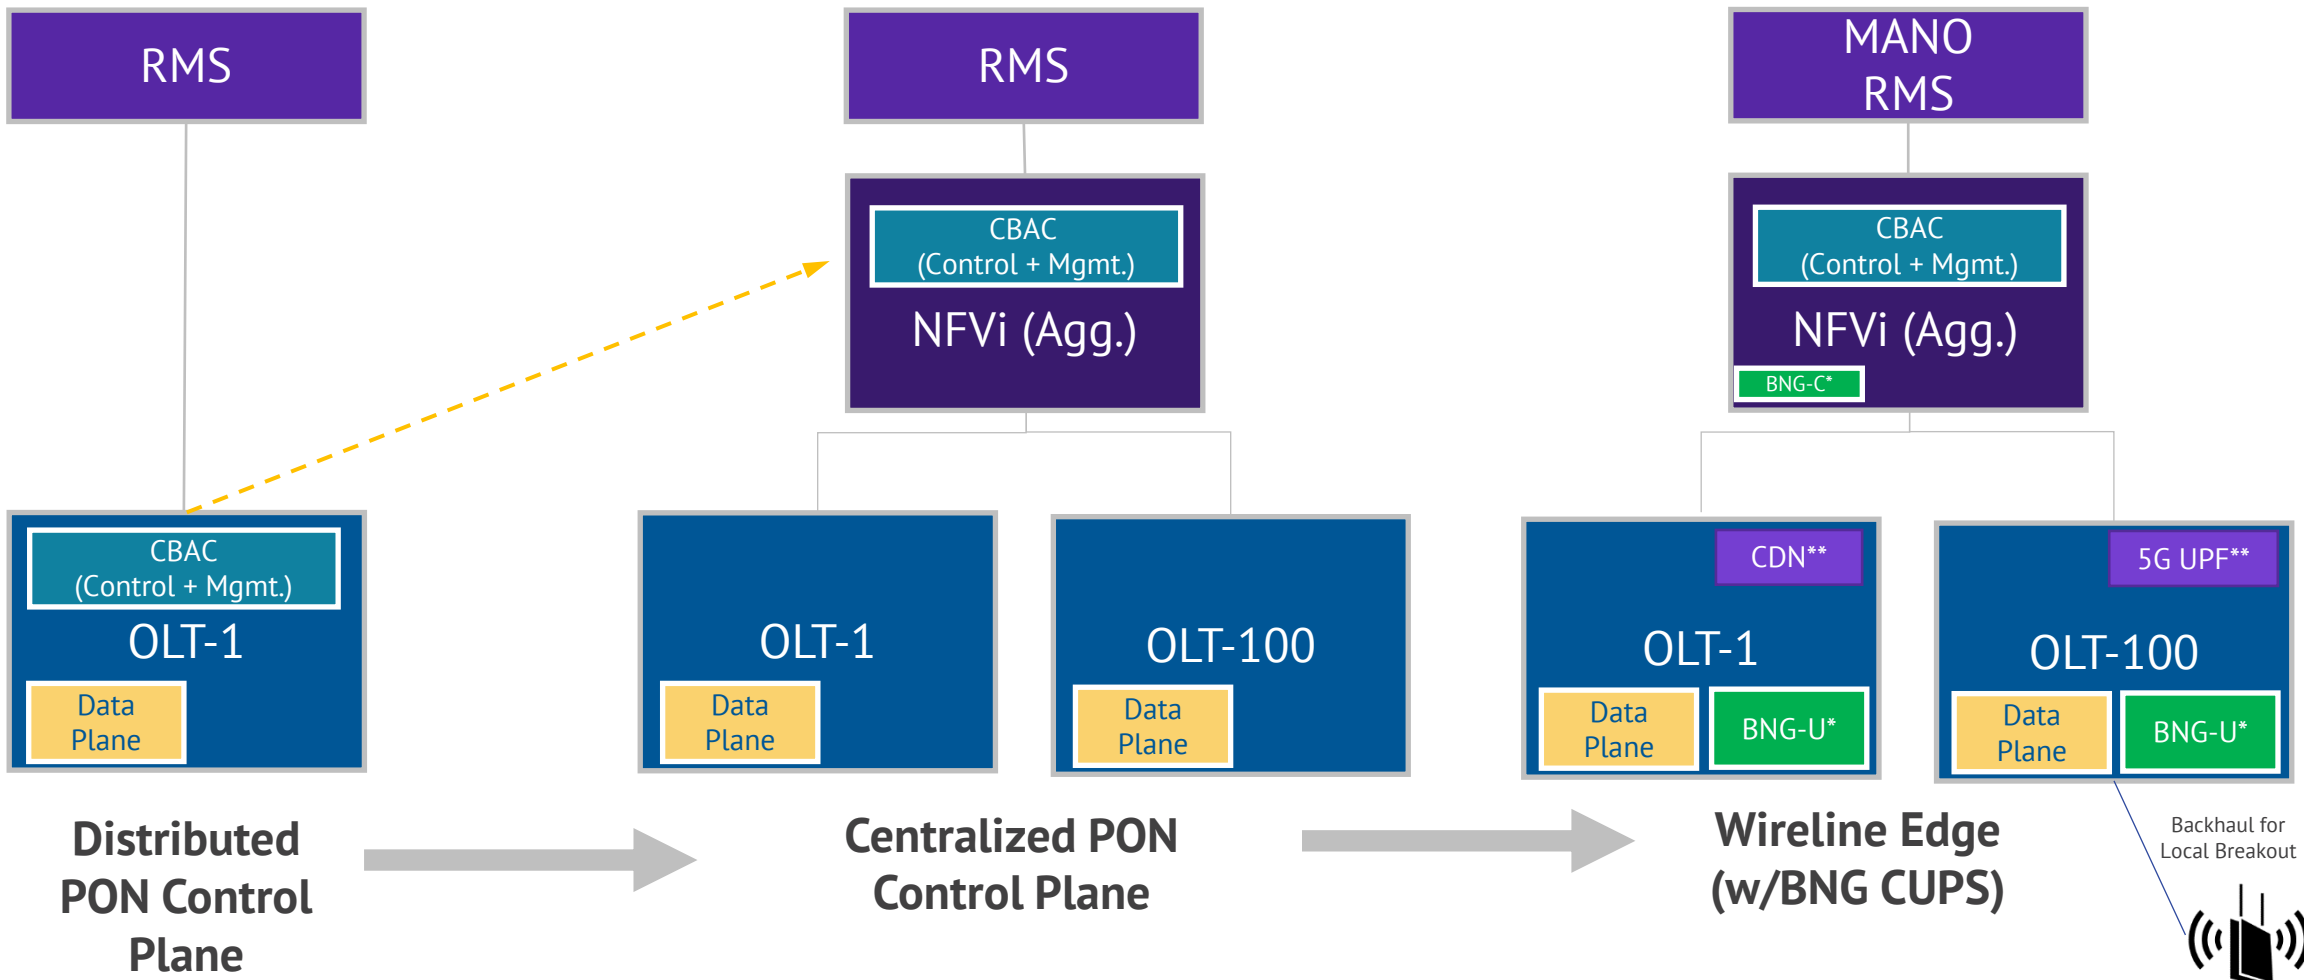 RMS
CBAC
(Control + Mgmt.)
OLT-1
Data
Plane
Distributed
PON Control
Plane
RMS
CBAC
(Control + Mgmt.)
NFVi (Agg.)
OLT-1
Data
Plane
OLT-100
Data
Plane
Centralized PON
Control Plane
MANO
RMS
CBAC
(Control + Mgmt.)
NFVi (Agg.)
BNG-C*
CDN**
OLT-1
Data
Plane
BNG-U*
5G UPF**
OLT-100
Data
Plane
BNG-U*
Wireline Edge
(w/BNG CUPS)
Backhaul for
Local Breakout